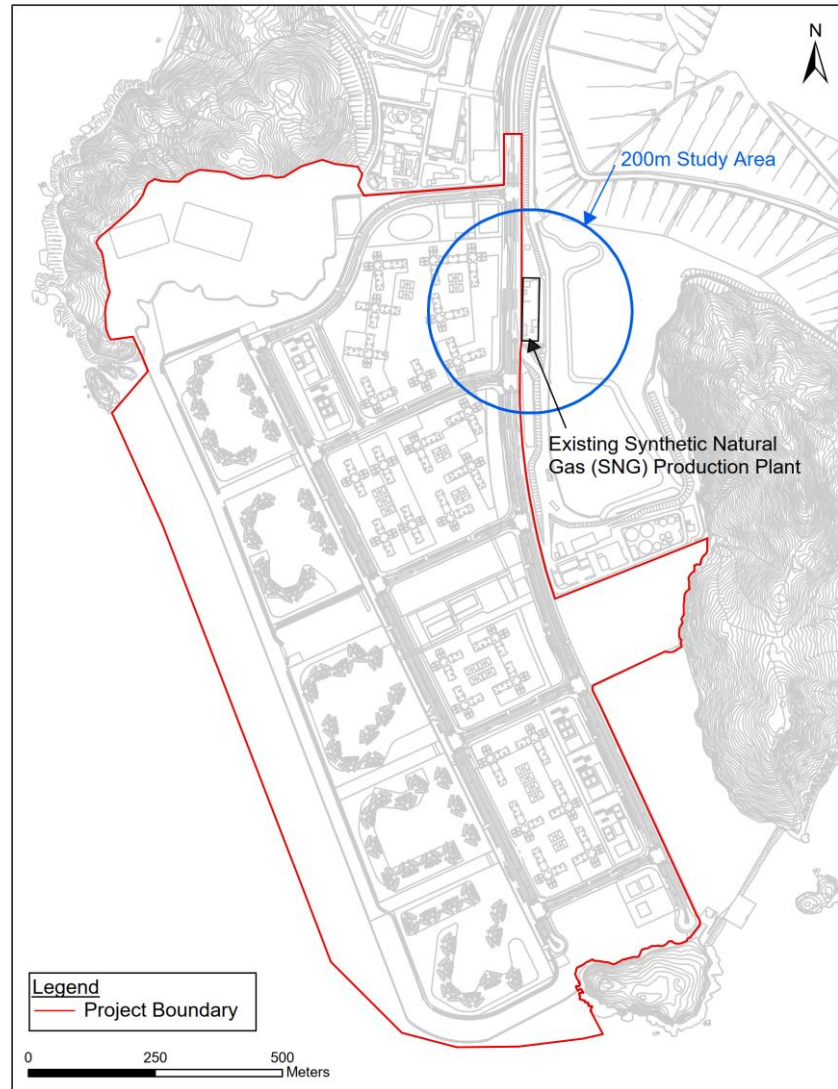 N
200m Study Area
Existing Synthetic Natural
Gas (SNG) Production Plant
Legend
Project Boundary
0 250 500
Meters